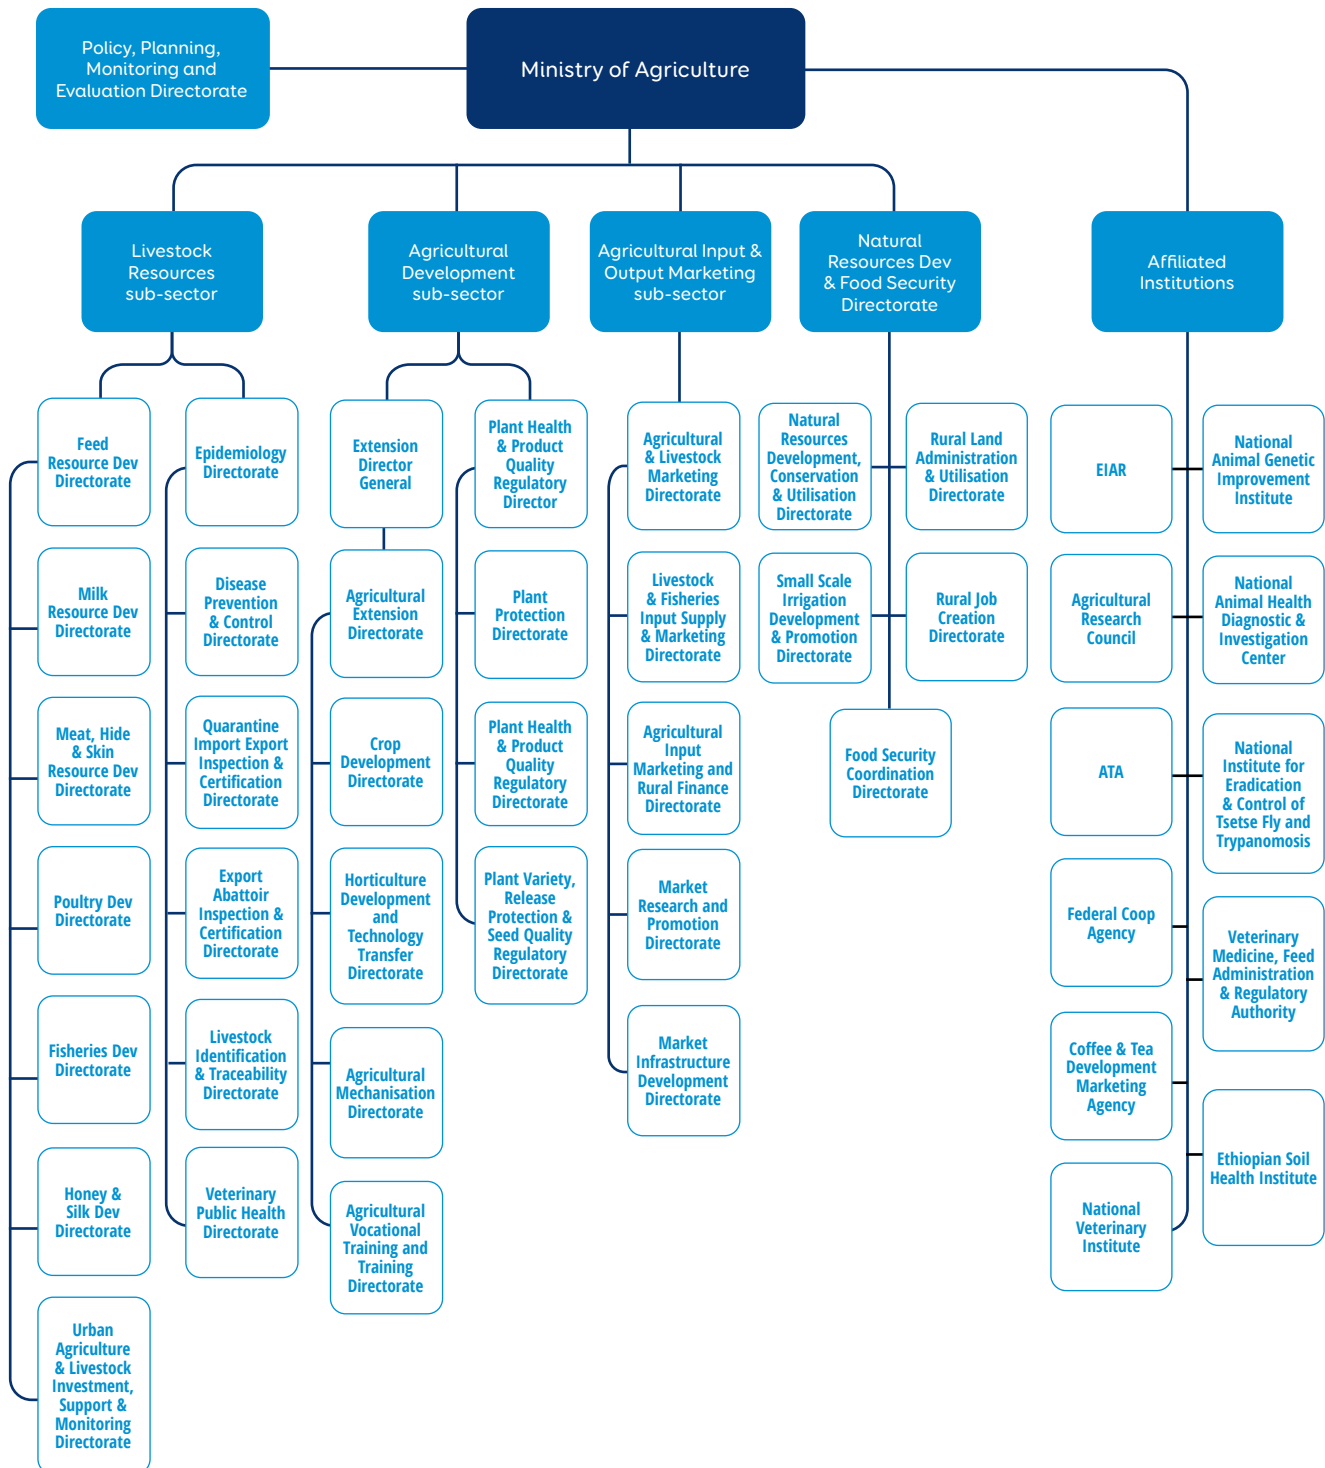 Policy, Planning,
Monitoring and
Evaluation Directorate
Ministry of Agriculture
Livestock
Resources
sub-sector
Agricultural
Development
sub-sector
Agricultural Input &
Output Marketing
sub-sector
Natural
Resources Dev
& Food Security
Directorate
Affiliated
Institutions
Feed
Resource Dev
Directorate
Milk
Resource Dev
Directorate
Meat, Hide
& Skin
Resource Dev
Directorate
Poultry Dev
Directorate
Fisheries Dev
Directorate
Honey &
Silk Dev
Directorate
Urban
Agriculture
& Livestock
Investment,
Support &
Monitoring
Directorate
Epidemiology
Directorate
Disease
Prevention
& Control
Directorate
Quarantine
Import Export
Inspection &
Certification
Directorate
Export
Abattoir
Inspection &
Certification
Directorate
Livestock
Identification
& Traceability
Directorate
Veterinary
Public Health
Directorate
Extension
Director
General
Agricultural
Extension
Directorate
Crop
Development
Directorate
Horticulture
Development
and
Technology
Transfer
Directorate
Agricultural
Mechanisation
Directorate
Agricultural
Vocational
Training and
Training
Directorate
Plant Health
& Product
Quality
Regulatory
Director
Plant
Protection
Directorate
Plant Health
& Product
Quality
Regulatory
Directorate
Plant Variety,
Release
Protection &
Seed Quality
Regulatory
Directorate
Agricultural
& Livestock
Marketing
Directorate
Livestock
& Fisheries
Input Supply
& Marketing
Directorate
Agricultural
Input
Marketing and
Rural Finance
Directorate
Market
Research and
Promotion
Directorate
Market
Infrastructure
Development
Directorate
Natural
Resources
Development,
Conservation
& Utilisation
Directorate
Rural Land
Administration
& Utilisation
Directorate
Small Scale
Irrigation
Development
& Promotion
Directorate
Rural Job
Creation
Directorate
Food Security
Coordination
Directorate
EIAR
Agricultural
Research
Council
ATA
Federal Coop
Agency
Coffee & Tea
Development
Marketing
Agency
National
Veterinary
Institute
National
Animal Genetic
Improvement
Institute
National
Animal Health
Diagnostic &
Investigation
Center
National
Institute for
Eradication
& Control of
Tsetse Fly and
Trypanomosis
Veterinary
Medicine, Feed
Administration
& Regulatory
Authority
Ethiopian Soil
Health Institute